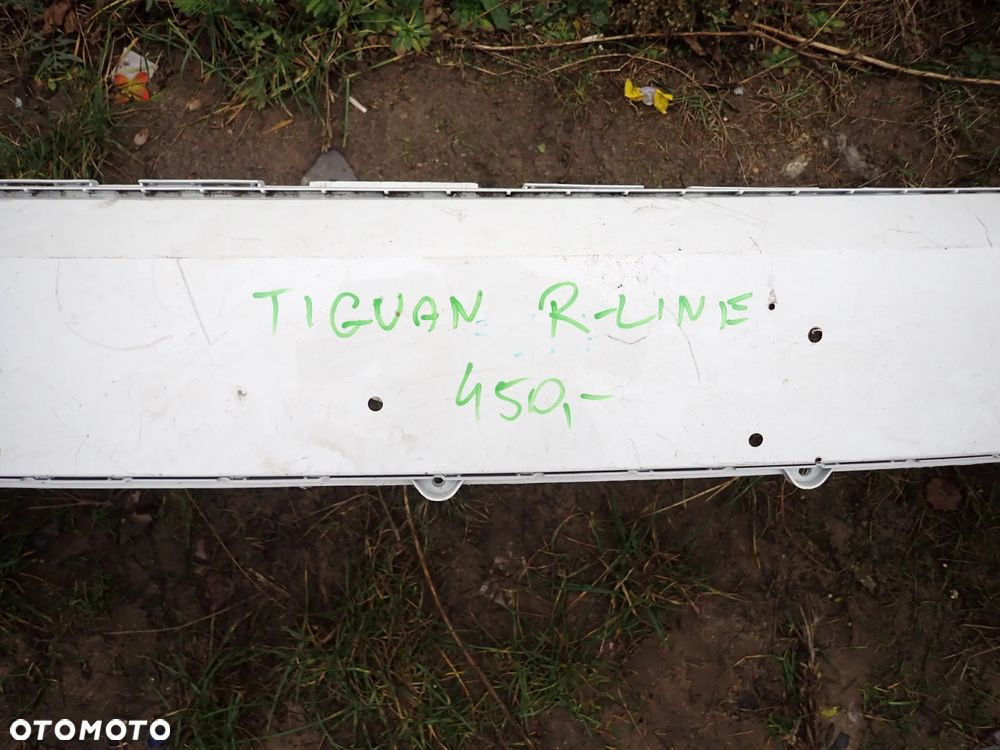 TIGUAN R-LINE
450,-
OTOMOTO